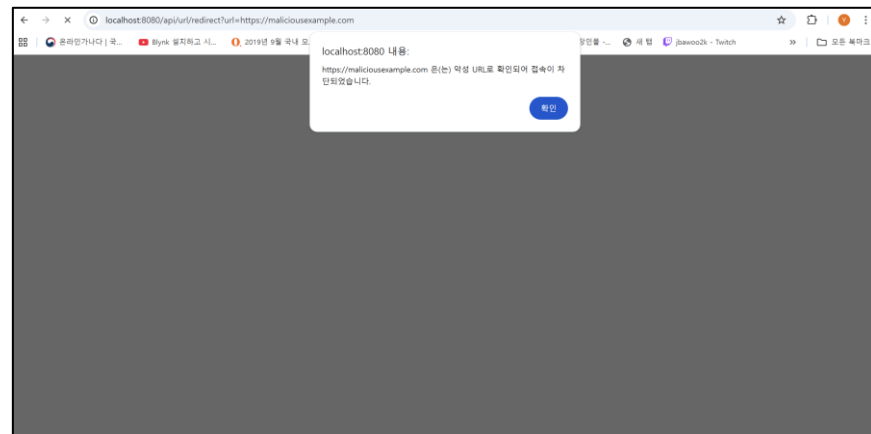 localhost:8080/api/url/redirect?url=https://maliciousexample.com
온라인가나다 | 국... Blynk 설치하고 시... 2019년 9월 국내 모... 새 탭 jbawoo2k - Twitch » 모든 북마크
localhost:8080 내용:
https://maliciousexample.com 은(는) 악성 URL로 확인되어 접속이 차
단되었습니다.
확인